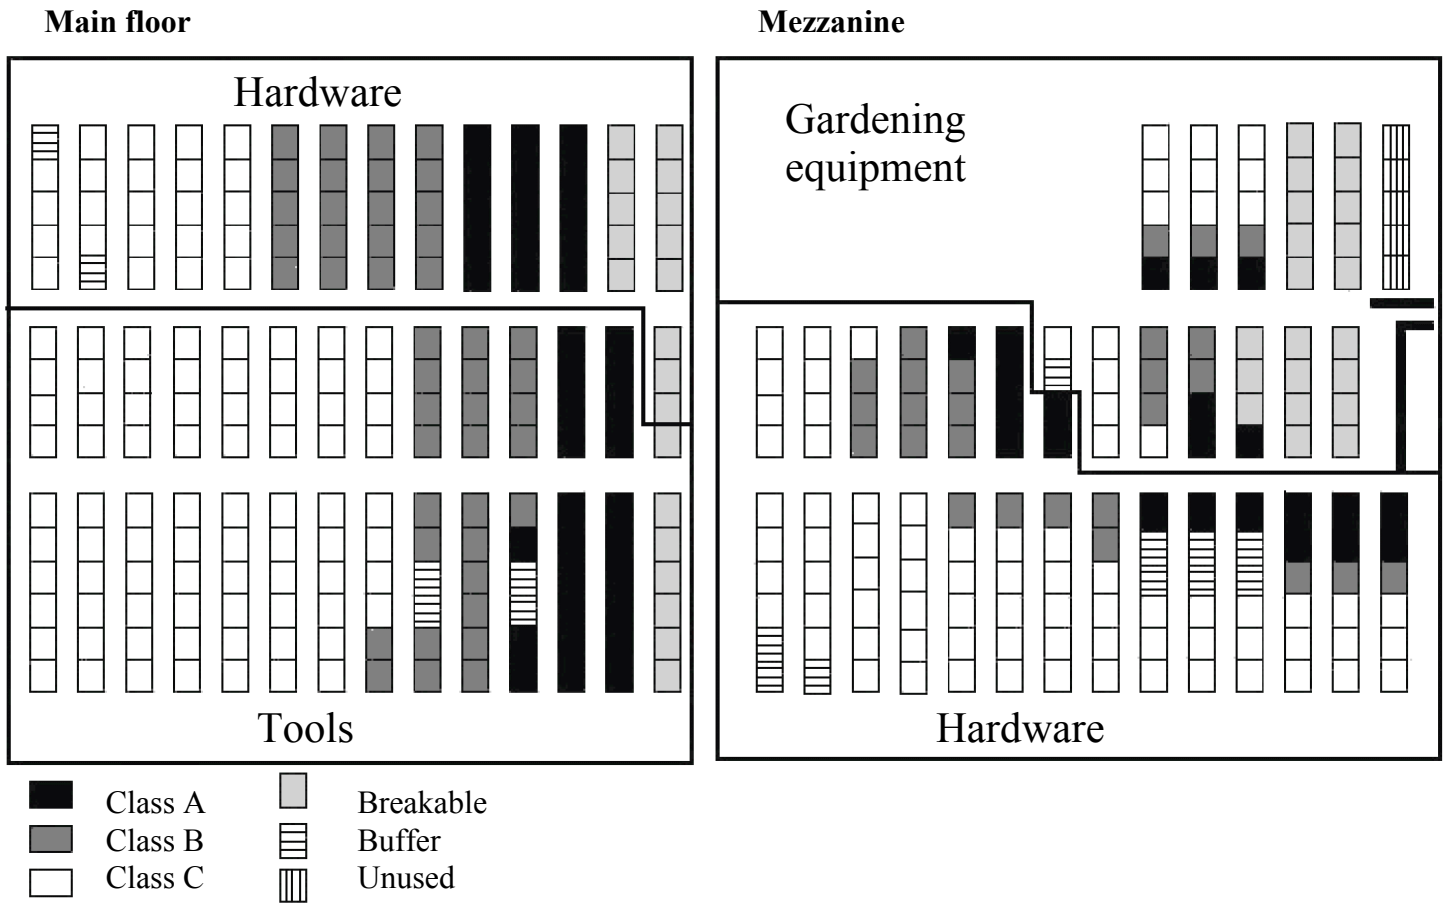 Main floor
Mezzanine
Hardware
Gardening
equipment
Tools
Hardware
Class A
Breakable
Class B
Buffer
Class C
Unused